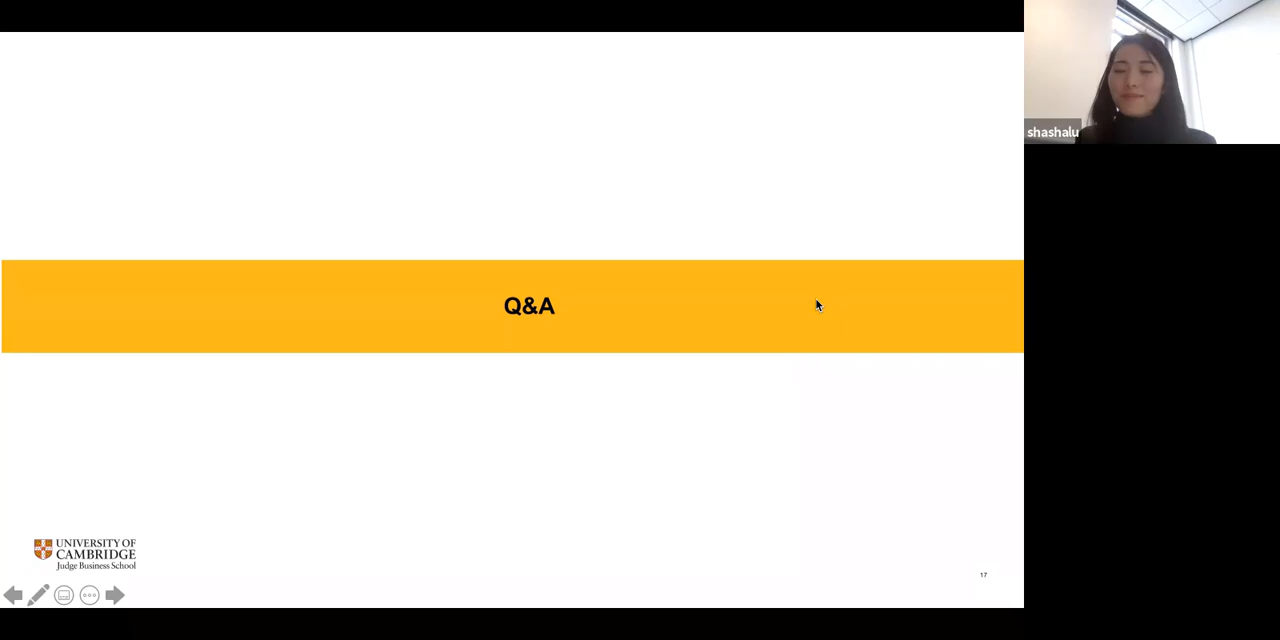 shashalu
Q&A
UNIVERSITY OF
CAMBRIDGE
Judge Business School
17